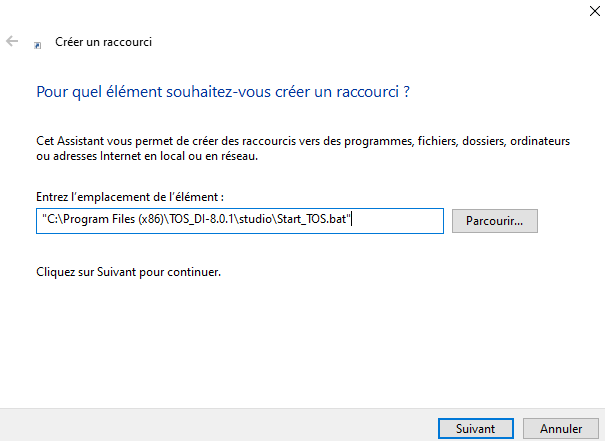 Créer un raccourci
Pour quel élément souhaitez-vous créer un raccourci ?
Cet Assistant vous permet de créer des raccourcis vers des programmes, fichiers, dossiers, ordinateurs
ou adresses Internet en local ou en réseau.
Entrez l'emplacement de l'élément :
"C:\Program Files (x86)\TOS_DI-8.0.1\studio\Start_TOS.bat"
Parcourir...
Cliquez sur Suivant pour continuer.
Suivant
Annuler